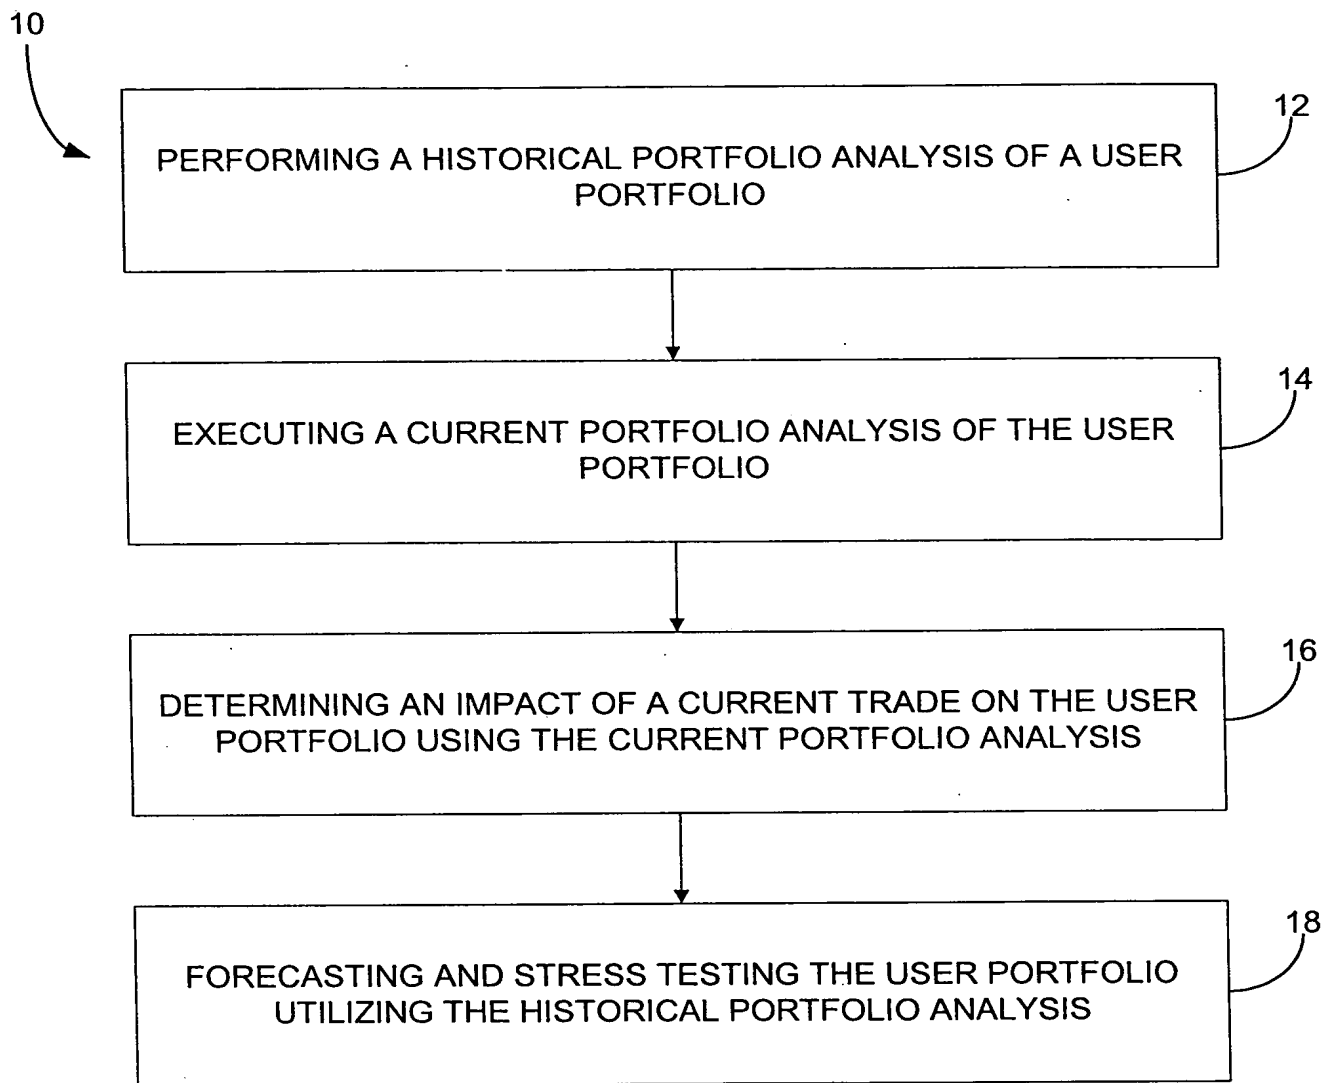 10
12
PERFORMING A HISTORICAL PORTFOLIO ANALYSIS OF A USER
PORTFOLIO
14
EXECUTING A CURRENT PORTFOLIO ANALYSIS OF THE USER
PORTFOLIO
16
DETERMINING AN IMPACT OF A CURRENT TRADE ON THE USER
PORTFOLIO USING THE CURRENT PORTFOLIO ANALYSIS
18
FORECASTING AND STRESS TESTING THE USER PORTFOLIO
UTILIZING THE HISTORICAL PORTFOLIO ANALYSIS